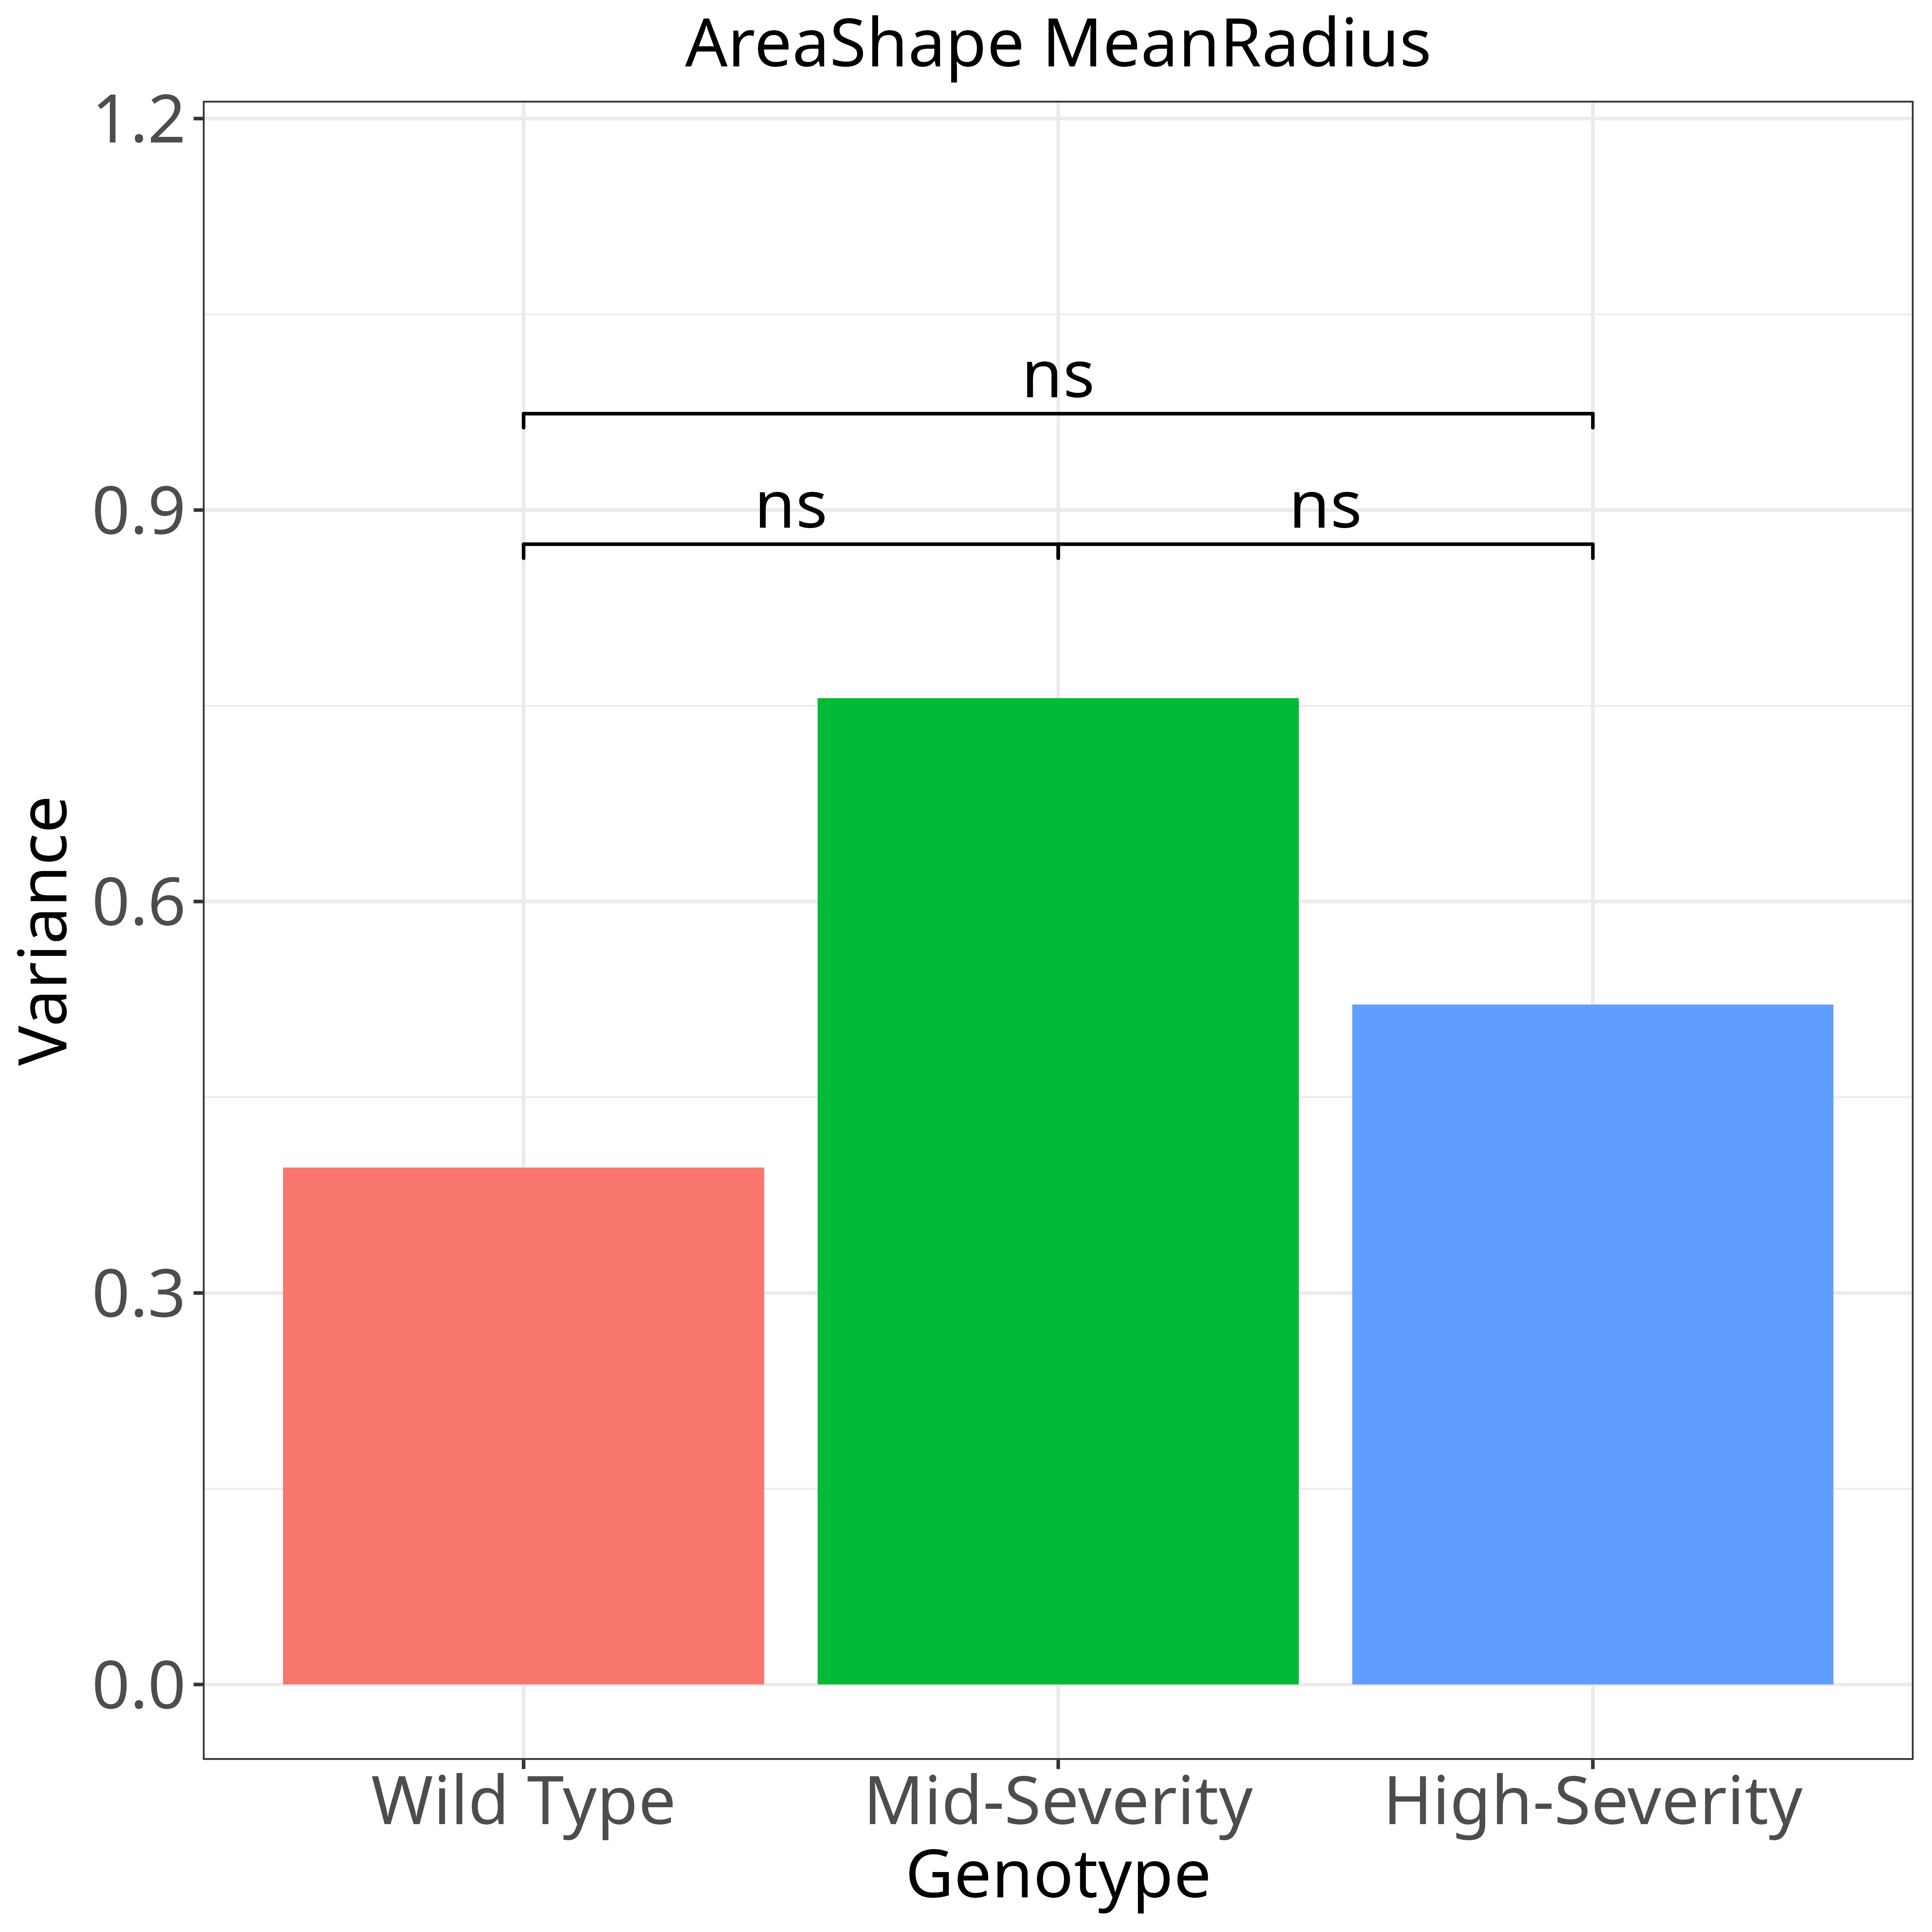 AreaShape MeanRadius
1.2
0.9
0.6
0.3
0.0
Variance
ns
ns ns
Wild Type Mid-Severity High-Severity
Genotype